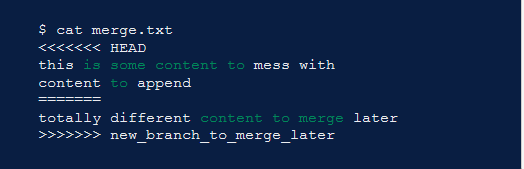 $ cat merge.txt
<<<<<<< HEAD
this is some content to mess with
content to append
=======
totally different content to merge later
>>>>>>> new_branch_to_merge_later